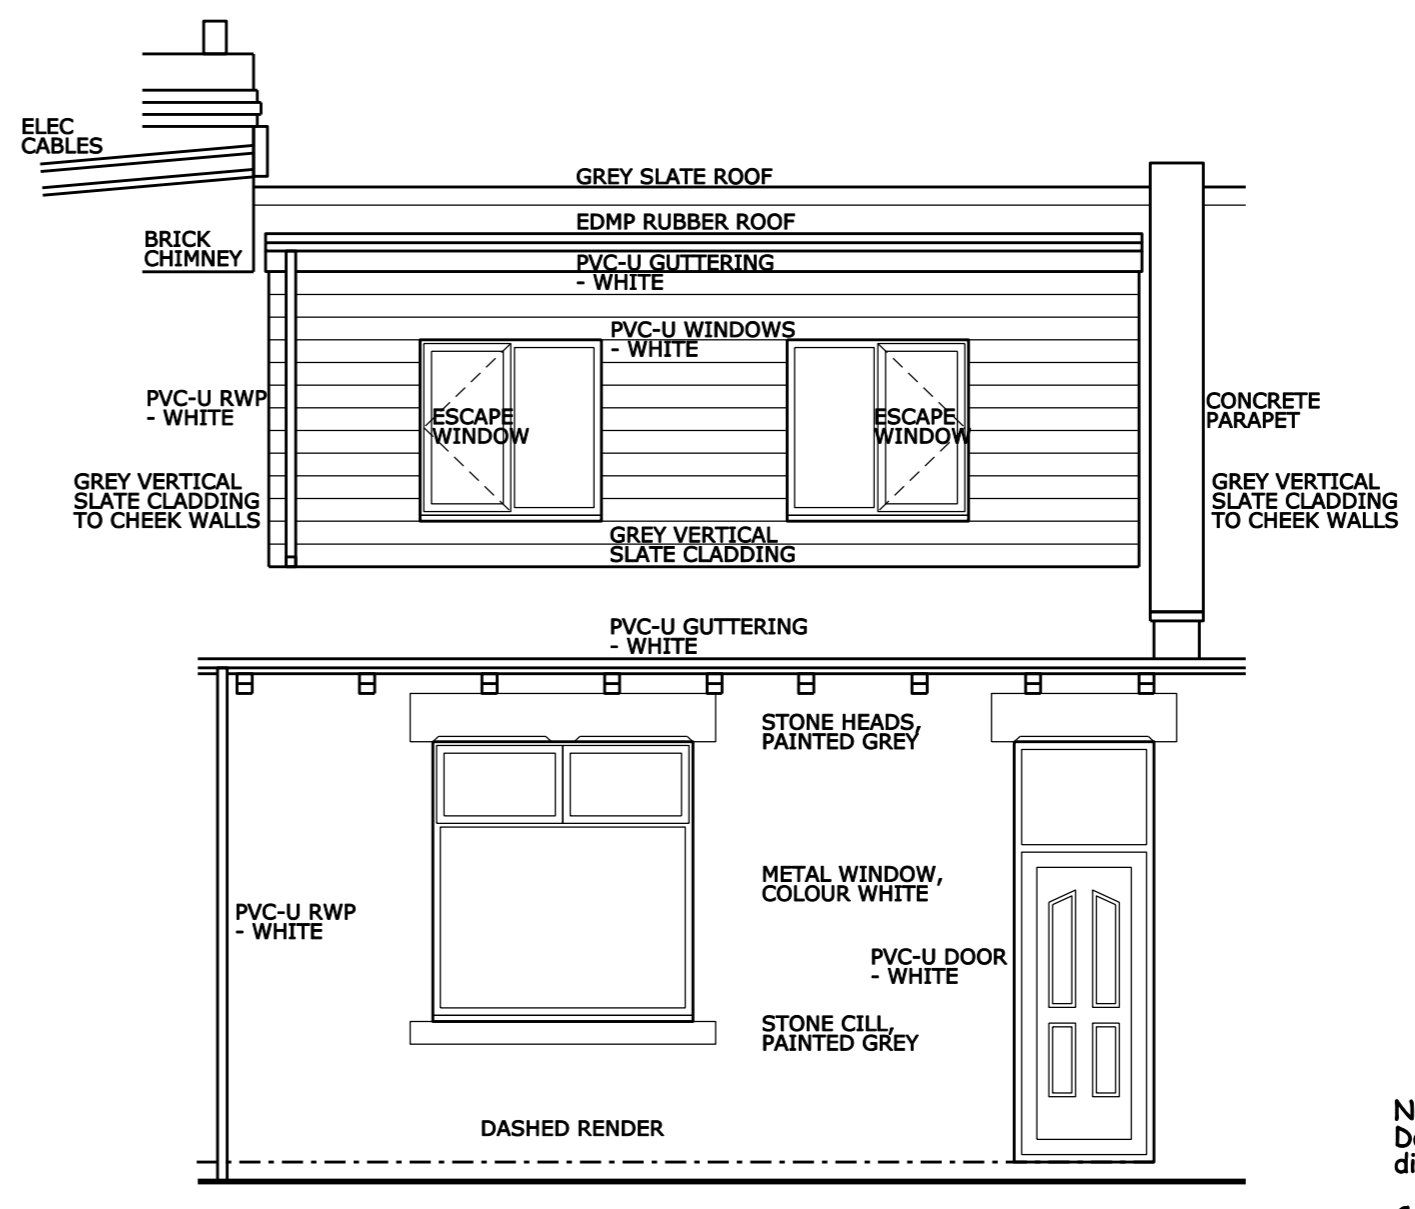 ELEC
CABLES
GREY SLATE ROOF
EDMP RUBBER ROOF
BRICK
CHIMNEY
PVC-U GUTTERING
- WHITE
PVC-U WINDOWS
- WHITE
PVC-U RWP
- WHITE
ESCAPE
WINDOW
ESCAPE
WINDOW
CONCRETE
PARAPET
GREY VERTICAL
SLATE CLADDING
TO CHEEK WALLS
GREY VERTICAL
SLATE CLADDING
TO CHEEK WALLS
GREY VERTICAL
SLATE CLADDING
PVC-U GUTTERING
- WHITE
STONE HEADS,
PAINTED GREY
METAL WINDOW,
COLOUR WHITE
PVC-U RWP
- WHITE
PVC-U DOOR
- WHITE
STONE CILL,
PAINTED GREY
DASHED RENDER